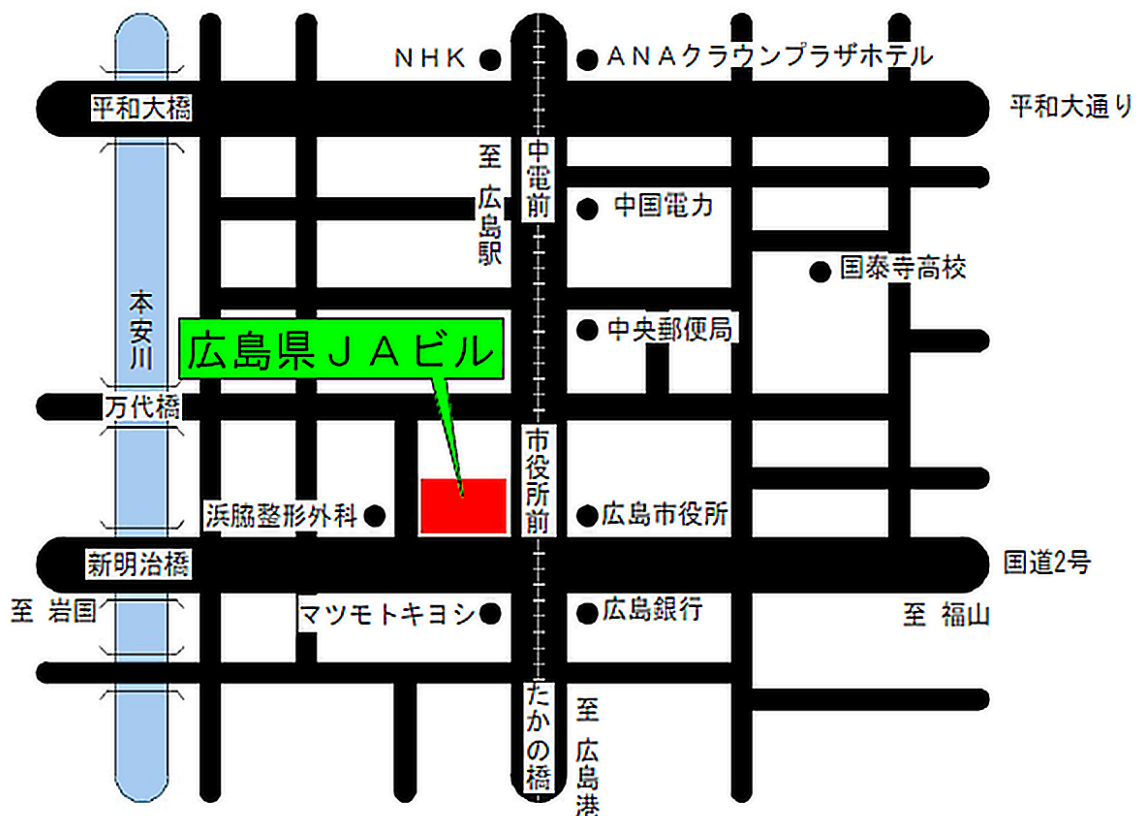 ＮＨＫ
ＡＮＡクラウンプラザホテル
平和大橋
平和大通り
至 広島駅
中電前
中国電力
国泰寺高校
本安川
中央郵便局
広島県ＪＡビル
万代橋
市役所前
浜脇整形外科
広島市役所
新明治橋
国道2号
至 岩国
マツモトキヨシ
広島銀行
至 福山
たかの橋
至 広島港